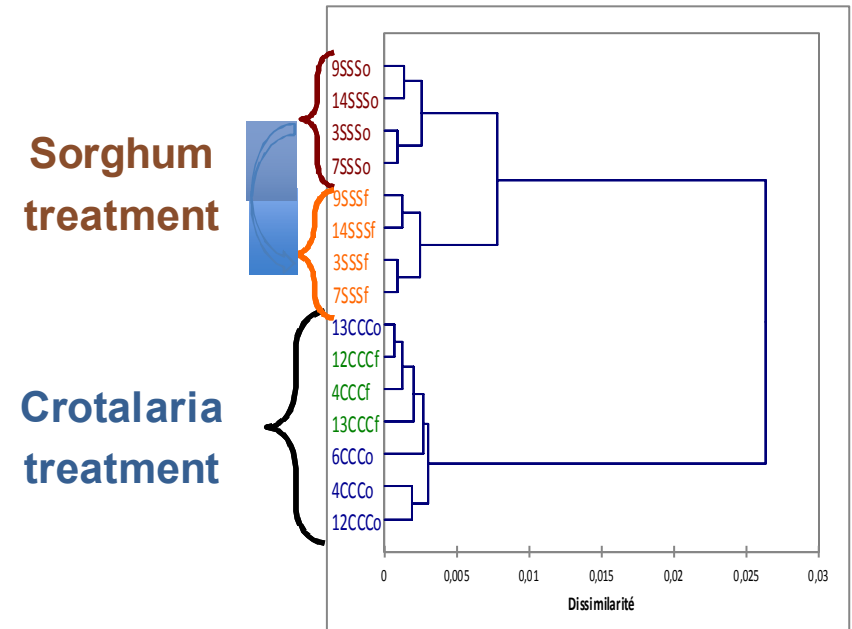 Sorghum
treatment
Crotalaria
treatment
9SSSo
14SSSo
3SSSo
7SSSo
9SSSf
14SSSf
3SSSf
7SSSf
13CCCo
12CCCf
4CCCf
13CCCf
6CCCo
4CCCo
12CCCo
0 0,005 0,01 0,015 0,02 0,025 0,03
Dissimilarité